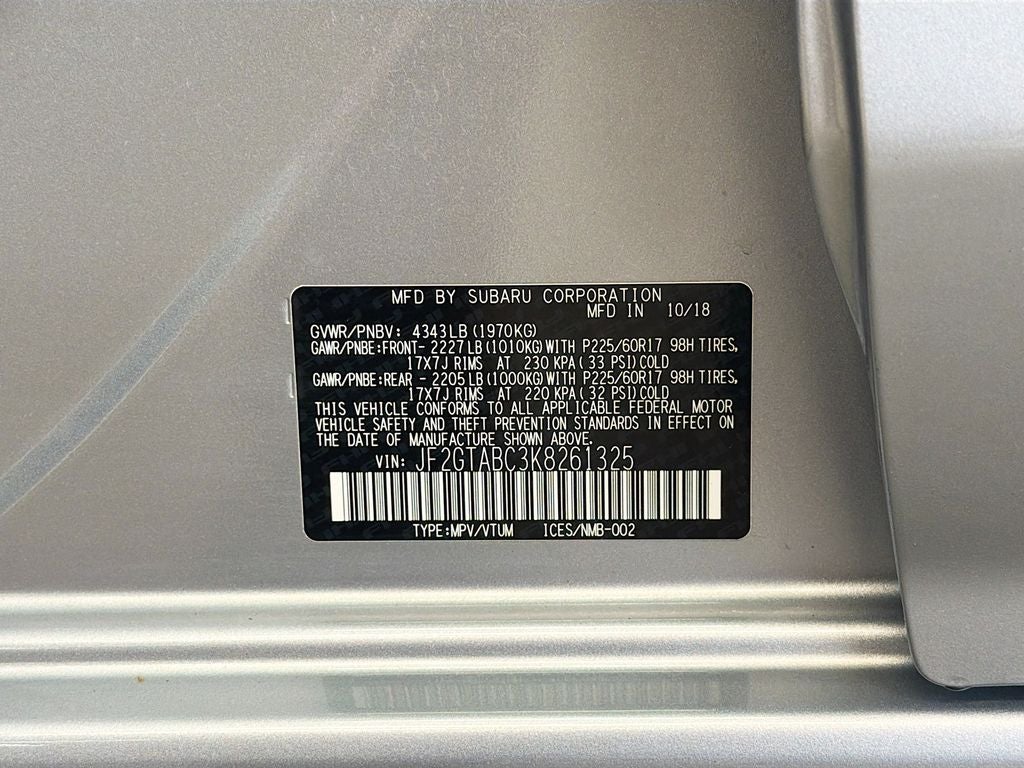 MFD BY SUBARU CORPORATION
MFD IN 10/18
GVWR/PNBV: 4343LB (1970KG)
GAWR/PNBE:FRONT- 2227LB (1010KG) WITH P225/60R17 98H TIRES,
17X7J RIMS AT 230 KPA ( 33 PSI) COLD
GAWR/PNBE:REAR - 2205LB (1000KG) WITH P225/60R17 98H TIRES,
17X7J RIMS AT 220 KPA ( 32 PSI) COLD
THIS VEHICLE CONFORMS TO ALL APPLICABLE FEDERAL MOTOR
VEHICLE SAFETY AND THEFT PREVENTION STANDARDS IN EFFECT ON
THE DATE OF MANUFACTURE SHOWN ABOVE.
VIN: JF2GTABC3K8261325
TYPE:MPV/VTUM ICES/NMB-002